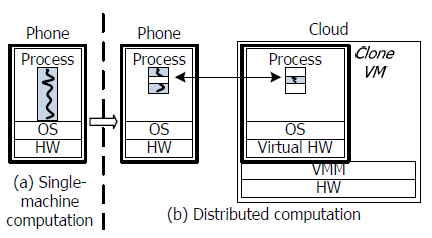 Phone
Process
OS
HW
(a) Single-
machine
computation
Phone
Process
OS
HW
Cloud
Process
OS
Virtual HW
Clone
VM
VMM
HW
(b) Distributed computation